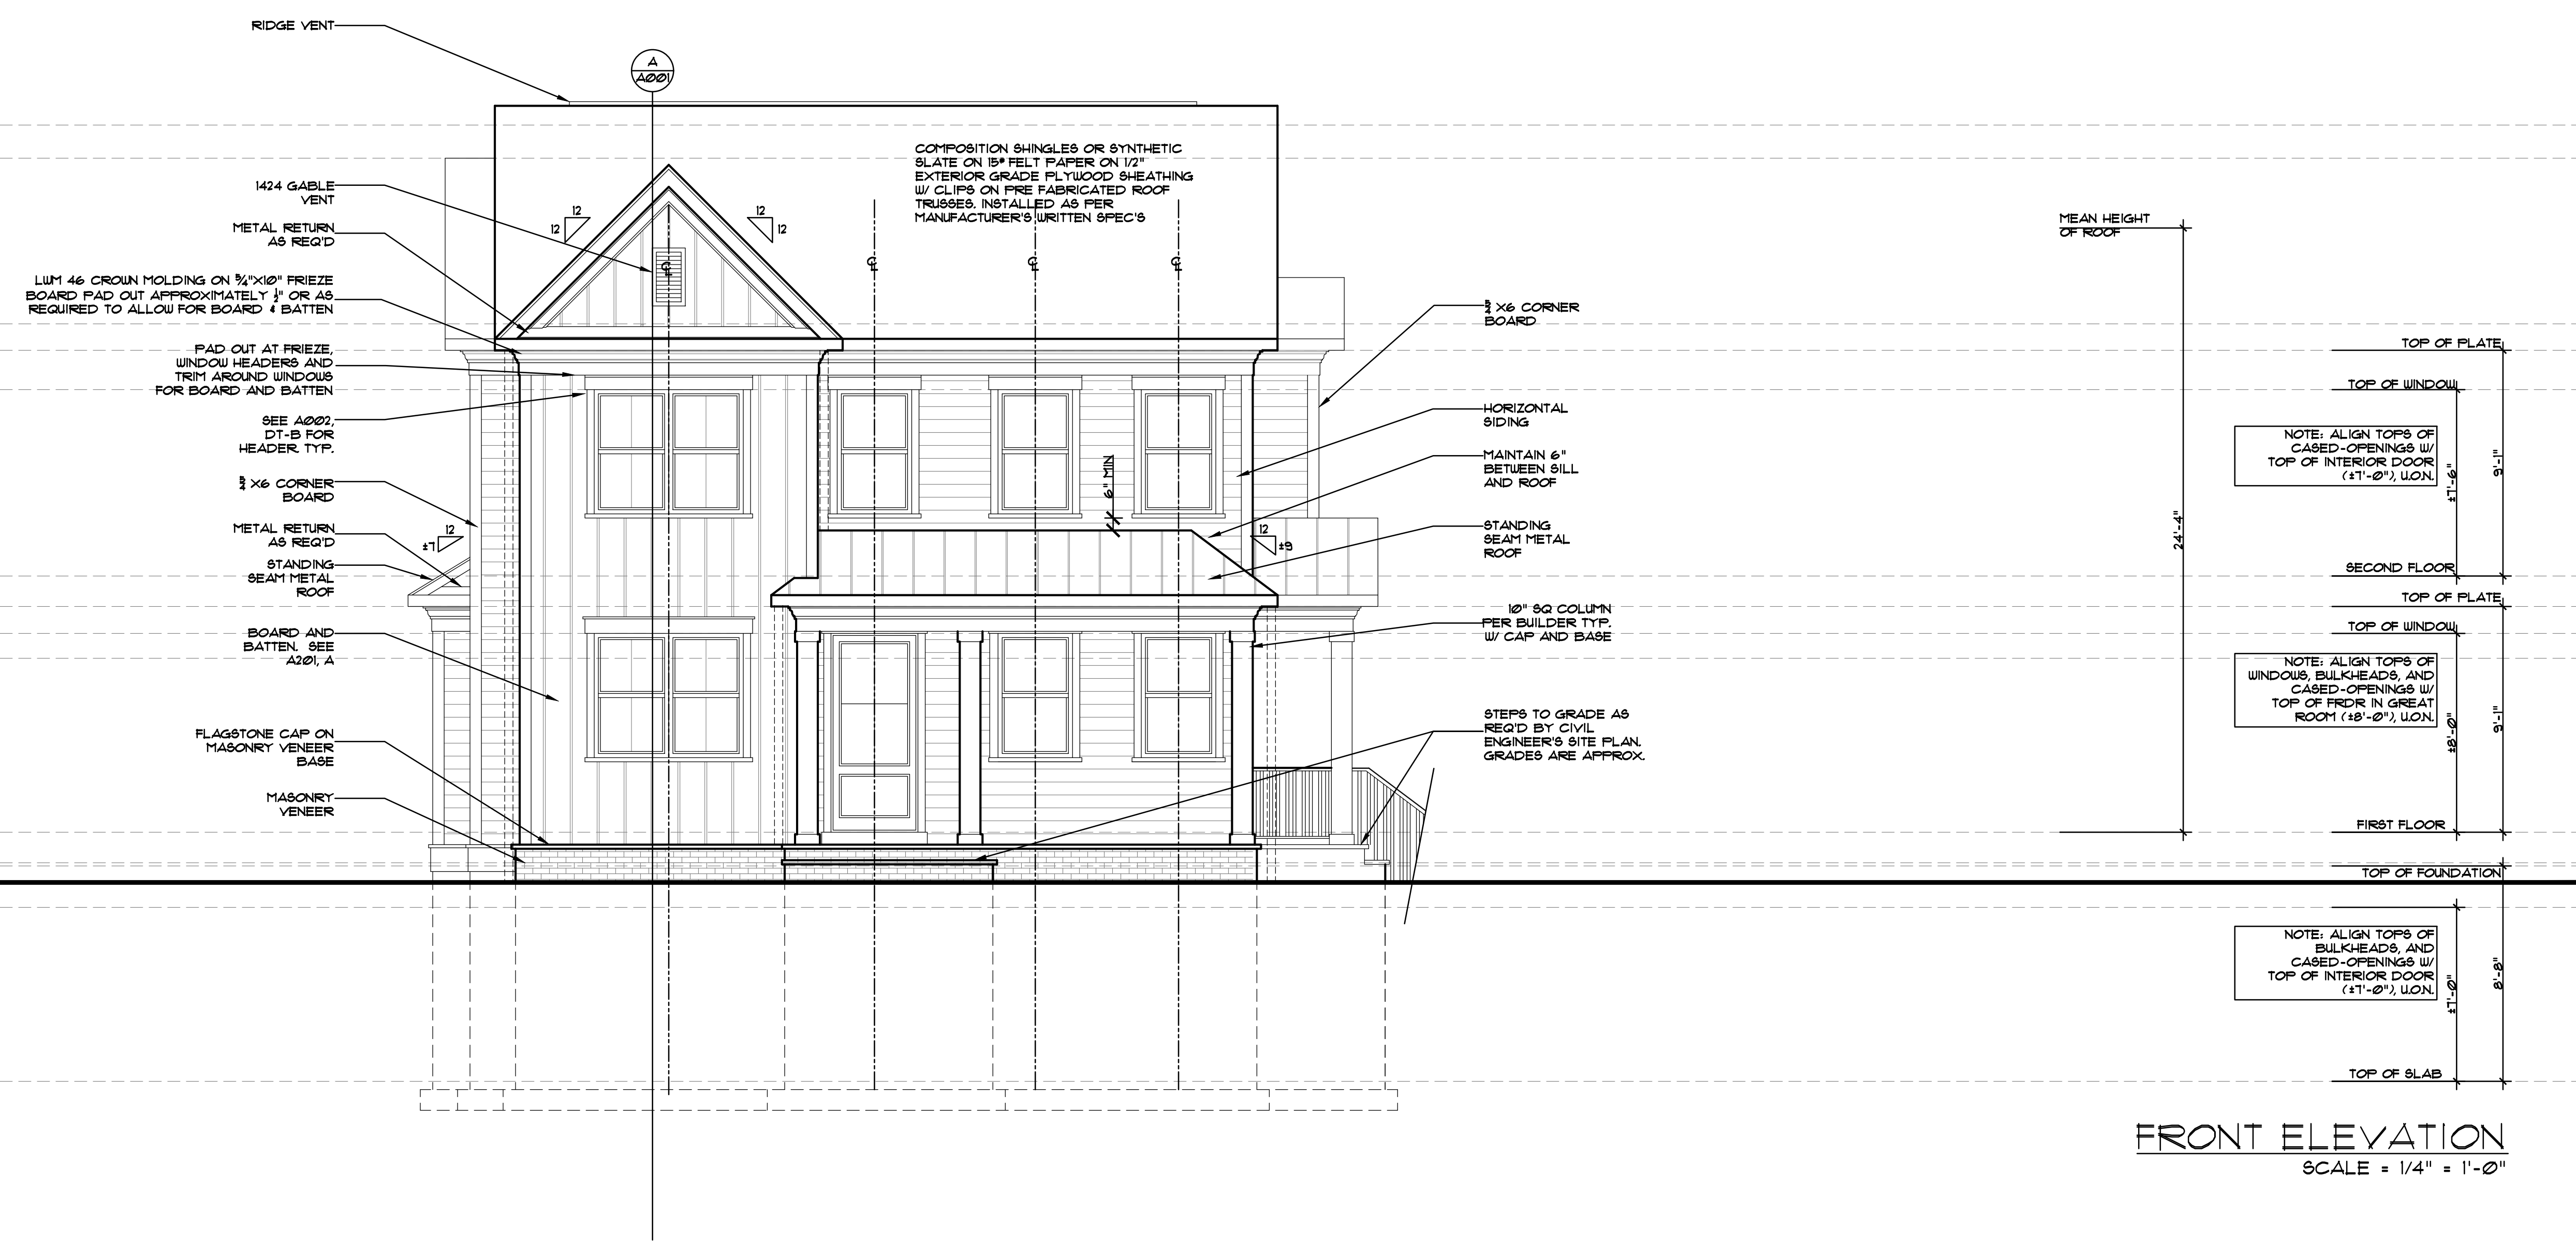 RIDGE VENT
A
A001
COMPOSITION SHINGLES OR SYNTHETIC
SLATE ON 15# FELT PAPER ON 1/2"
EXTERIOR GRADE PLYWOOD SHEATHING
W/ CLIPS ON PRE FABRICATED ROOF
TRUSSES. INSTALLED AS PER
MANUFACTURER'S WRITTEN SPEC'S
1424 GABLE
VENT
METAL RETURN
AS REQ'D
LWM 46 CROWN MOLDING ON 5/4"X10" FRIEZE
BOARD PAD OUT APPROXIMATELY 1/2" OR AS
REQUIRED TO ALLOW FOR BOARD & BATTEN
PAD OUT AT FRIEZE,
WINDOW HEADERS AND
TRIM AROUND WINDOWS
FOR BOARD AND BATTEN
SEE A002,
DT-B FOR
HEADER TYP.
5/4 X6 CORNER
BOARD
METAL RETURN
AS REQ'D
STANDING
SEAM METAL
ROOF
BOARD AND
BATTEN. SEE
A201, A
FLAGSTONE CAP ON
MASONRY VENEER
BASE
MASONRY
VENEER
12
12
12
12
12
±7
12
±9
6" MIN
5/4 X6 CORNER
BOARD
HORIZONTAL
SIDING
MAINTAIN 6"
BETWEEN SILL
AND ROOF
STANDING
SEAM METAL
ROOF
10" SQ COLUMN
PER BUILDER TYP.
W/ CAP AND BASE
STEPS TO GRADE AS
REQ'D BY CIVIL
ENGINEER'S SITE PLAN.
GRADES ARE APPROX.
MEAN HEIGHT
OF ROOF
24'-4"
TOP OF PLATE
TOP OF WINDOW
NOTE: ALIGN TOPS OF
CASED-OPENINGS W/
TOP OF INTERIOR DOOR
(±7'-0"), U.O.N.
±7'-6"
9'-1"
SECOND FLOOR
TOP OF PLATE
TOP OF WINDOW
NOTE: ALIGN TOPS OF
WINDOWS, BULKHEADS, AND
CASED-OPENINGS W/
TOP OF FRDR IN GREAT
ROOM (±8'-0"), U.O.N.
±8'-0"
9'-1"
FIRST FLOOR
TOP OF FOUNDATION
NOTE: ALIGN TOPS OF
BULKHEADS, AND
CASED-OPENINGS W/
TOP OF INTERIOR DOOR
(±7'-0"), U.O.N.
±7'-0"
8'-8"
TOP OF SLAB
FRONT ELEVATION
SCALE = 1/4" = 1'-0"